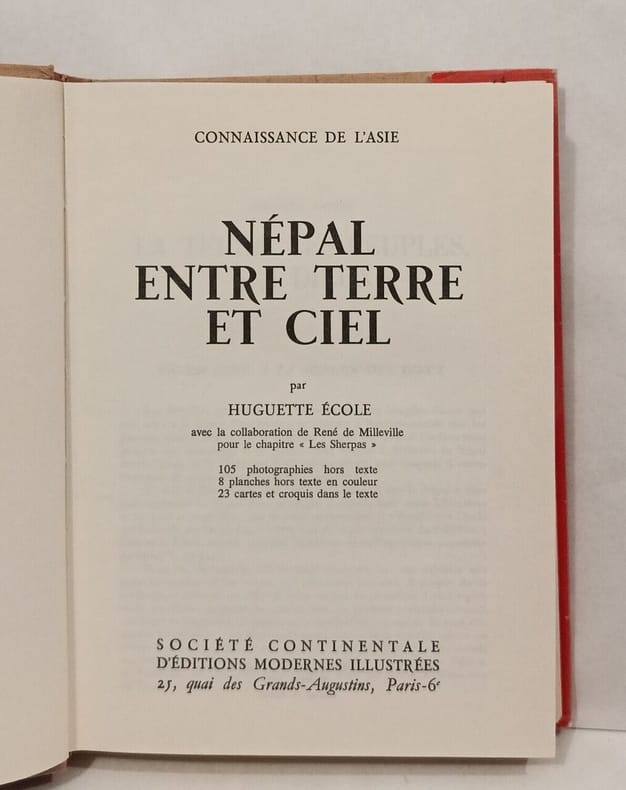 CONNAISSANCE DE L'ASIE
NÉPAL
ENTRE TERRE
ET CIEL
par
HUGUETTE ÉCOLE
avec la collaboration de René de Milleville
pour le chapitre « Les Sherpas »
105 photographies hors texte
8 planches hors texte en couleur
23 cartes et croquis dans le texte
SOCIÉTÉ CONTINENTALE
D'ÉDITIONS MODERNES ILLUSTRÉES
25, quai des Grands-Augustins, Paris-6e